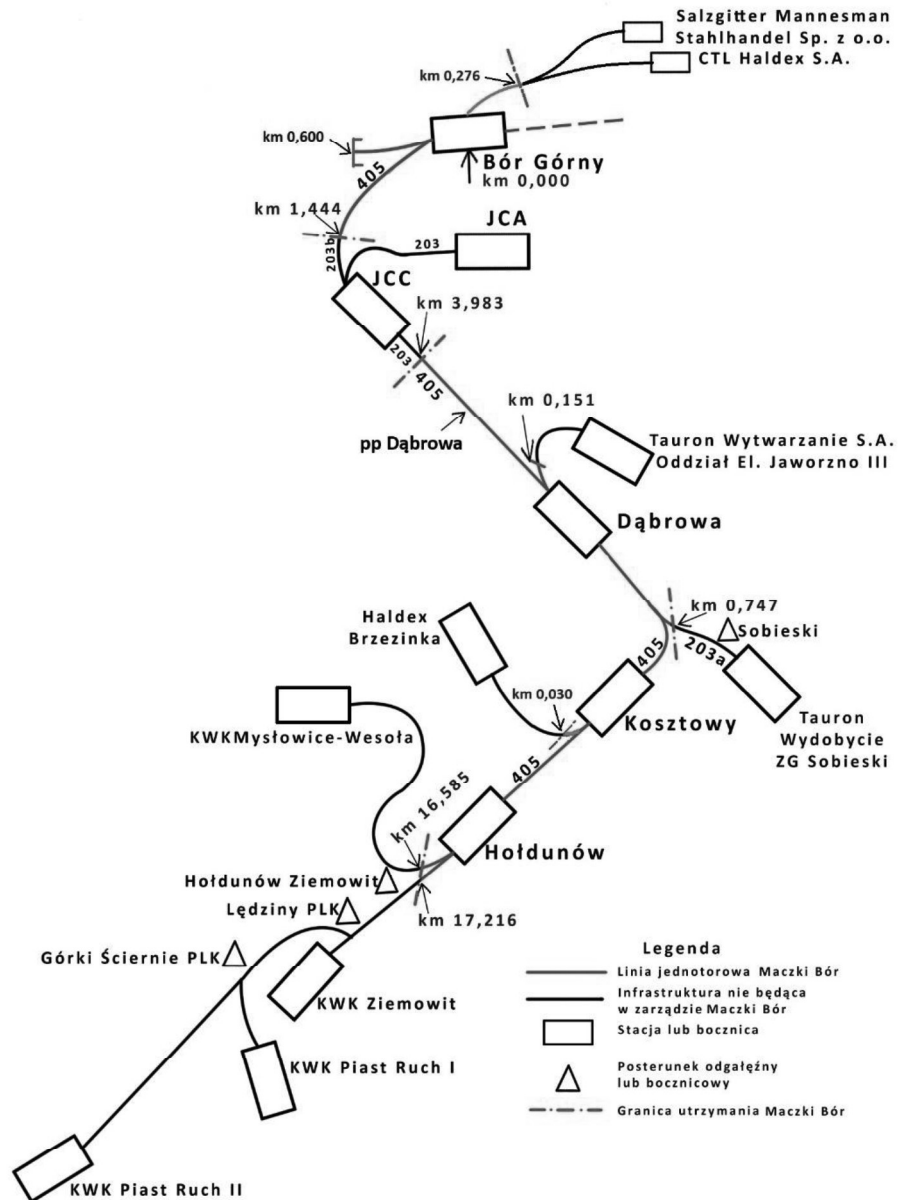 Salzgitter Mannesman
Stahlhandel Sp. z o.o.
CTL Haldex S.A.
km 0,276
km 0,600
Bór Górny
km 0,000
405
km 1,444
JCA
203
203b
JCC
km 3,983
203
405
km 0,151
pp Dąbrowa
Tauron Wytwarzanie S.A.
Oddział El. Jaworzno III
Dąbrowa
km 0,747
Sobieski
Haldex
Brzezinka
405
203a
km 0,030
Kosztowy
KWKMysłowice-Wesoła
Tauron
Wydobycie
ZG Sobieski
405
km 16,585
Hołdunów
Hołdunów Ziemowit
Lędziny PLK
km 17,216
Górki Ściernie PLK
KWK Ziemowit
KWK Piast Ruch I
KWK Piast Ruch II
Legenda
Linia jednotorowa Maczki Bór
Infrastruktura nie będąca
w zarządzie Maczki Bór
Stacja lub bocznica
Posterunek odgałęźny
lub bocznicowy
Granica utrzymania Maczki Bór